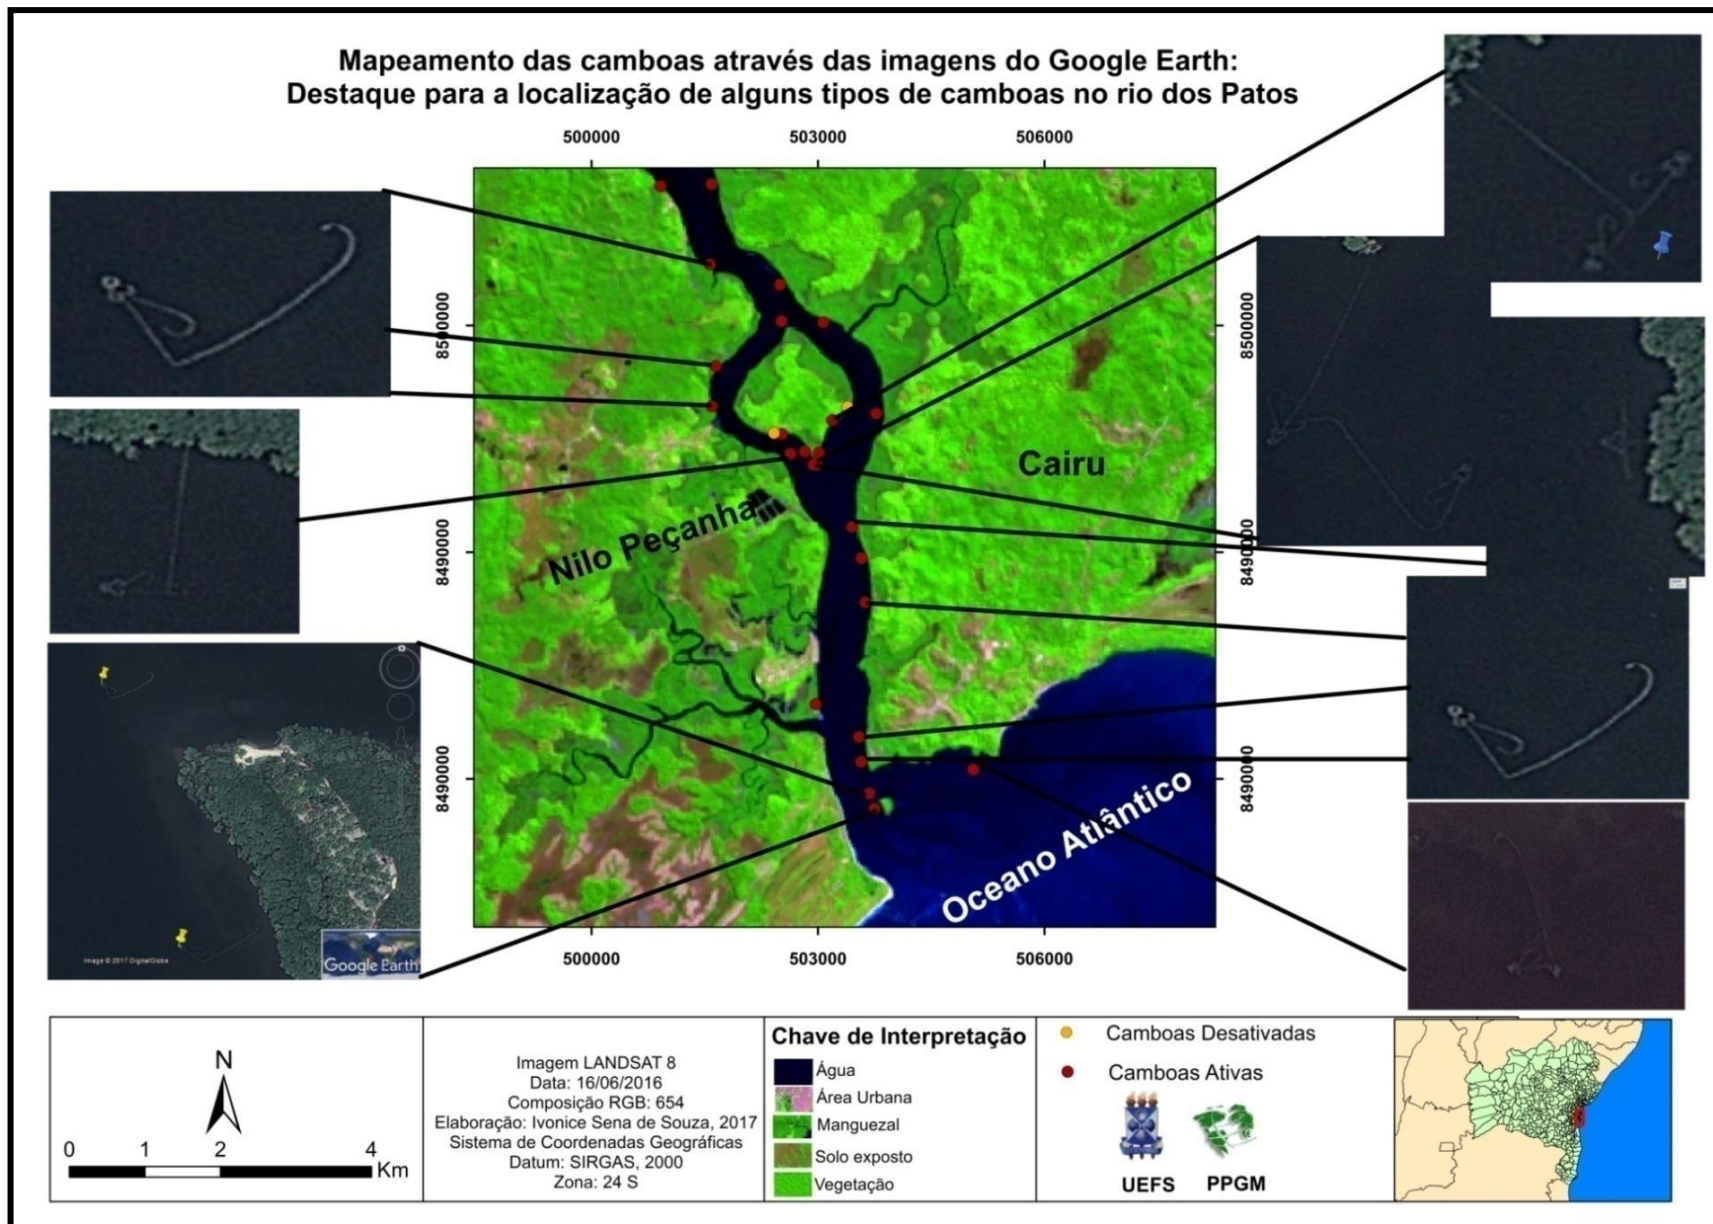 Mapeamento das camboas através das imagens do Google Earth:
Destaque para a localização de alguns tipos de camboas no rio dos Patos
500000
503000
506000
8500000
8500000
8490000
8490000
8490000
8490000
Cairu
Nilo Peçanha
Oceano Atlântico
Image © 2017 DigitalGlobe
Google Earth
500000
503000
506000
N
0 1 2 4
Km
Imagem LANDSAT 8
Data: 16/06/2016
Composição RGB: 654
Elaboração: Ivonice Sena de Souza, 2017
Sistema de Coordenadas Geográficas
Datum: SIRGAS, 2000
Zona: 24 S
Chave de Interpretação
Água
Área Urbana
Manguezal
Solo exposto
Vegetação
Camboas Desativadas
Camboas Ativas
UEFS
PPGM